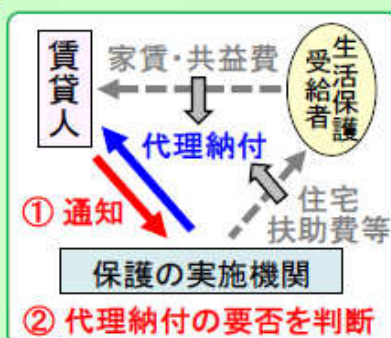 賃貸人
家賃・共益費
生活保護
受給者
代理納付
① 通知
住宅
扶助費等
保護の実施機関
② 代理納付の要否を判断